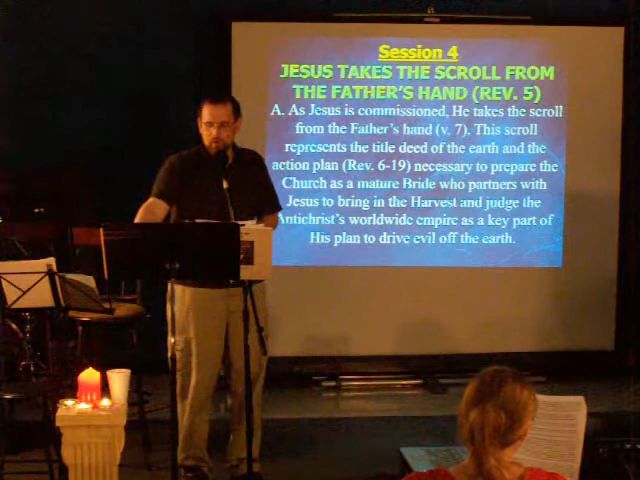 Session 4
JESUS TAKES THE SCROLL FROM
THE FATHER'S HAND (REV. 5)
A. As Jesus is commissioned, He takes the scroll
from the Father's hand (v. 7). This scroll
represents the title deed of the earth and the
action plan (Rev. 6-19) necessary to prepare the
Church as a mature Bride who partners with
Jesus to bring in the Harvest and judge the
Antichrist's worldwide empire as a key part of
His plan to drive evil off the earth.